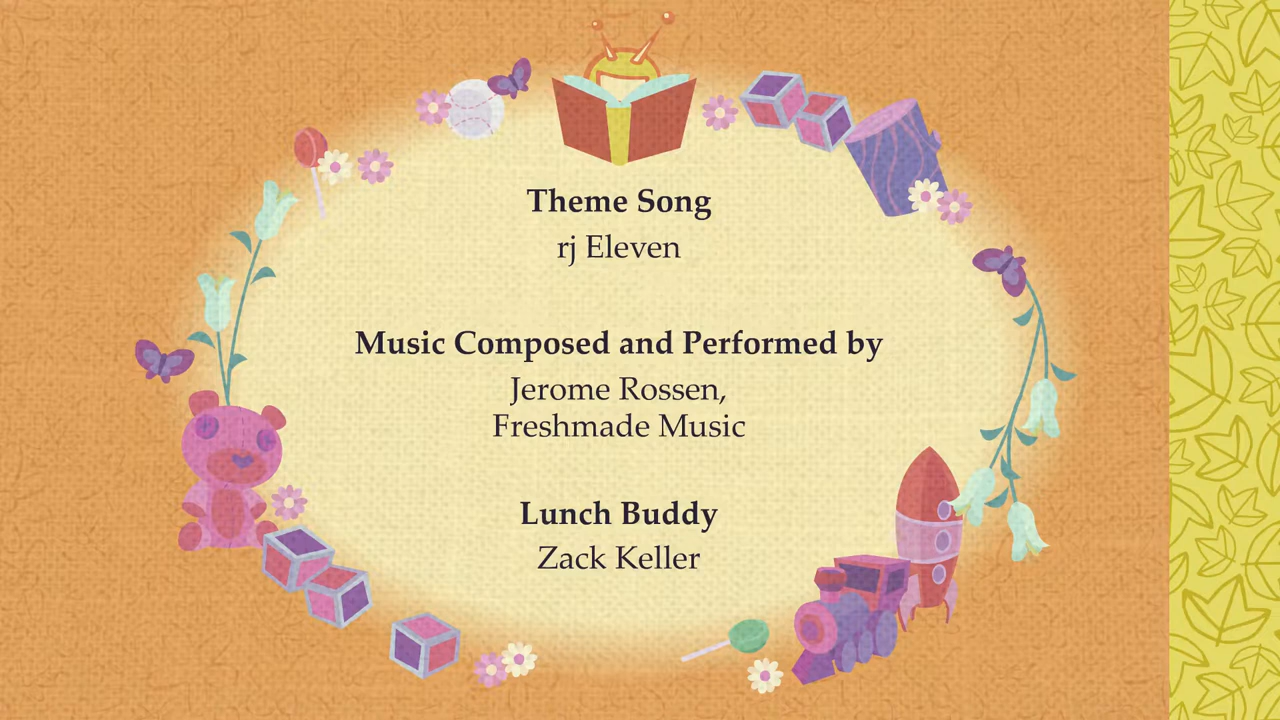 Theme Song
rj Eleven
Music Composed and Performed by
Jerome Rossen,
Freshmade Music
Lunch Buddy
Zack Keller